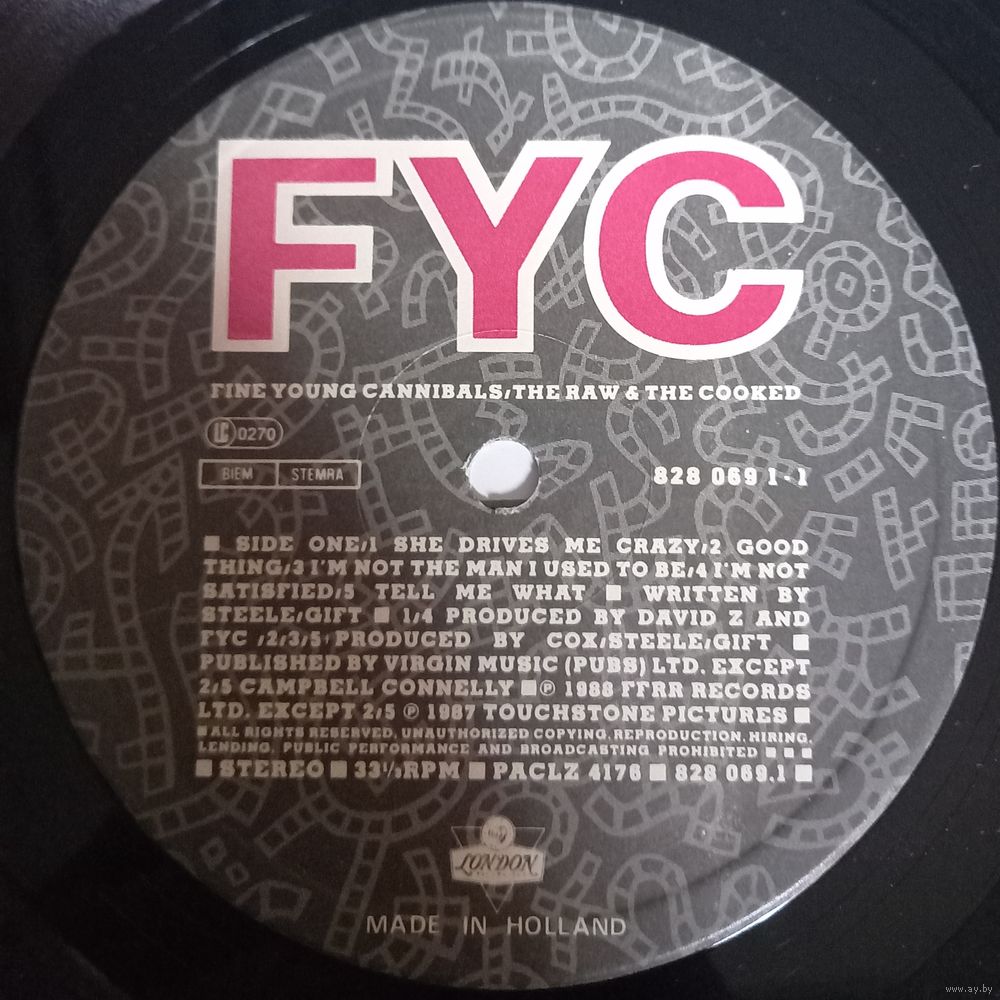 FYC
FINE YOUNG CANNIBALS/THE RAW & THE COOKED
LC 0270
BIEM STEMRA
828 069 1 - 1
■ SIDE ONE/1 SHE DRIVES ME CRAZY/2 GOOD
THING/3 I'M NOT THE MAN I USED TO BE/4 I'M NOT
SATISFIED/5 TELL ME WHAT ■ WRITTEN BY
STEELE/GIFT ■ 1/4 PRODUCED BY DAVID Z AND
FYC /2/3/5 PRODUCED BY COX/STEELE/GIFT ■
PUBLISHED BY VIRGIN MUSIC (PUBS) LTD. EXCEPT
2/5 CAMPBELL CONNELLY ■ ℗ 1988 FFRR RECORDS
LTD. EXCEPT 2/5 ℗ 1987 TOUCHSTONE PICTURES ■
■ ALL RIGHTS RESERVED, UNAUTHORIZED COPYING, REPRODUCTION, HIRING,
LENDING, PUBLIC PERFORMANCE AND BROADCASTING PROHIBITED ■ ■ ■
■ STEREO ■ 33⅓ RPM ■ PACLZ 4176 ■ 828 069.1 ■
LONDON
MADE IN HOLLAND
www.ay.by